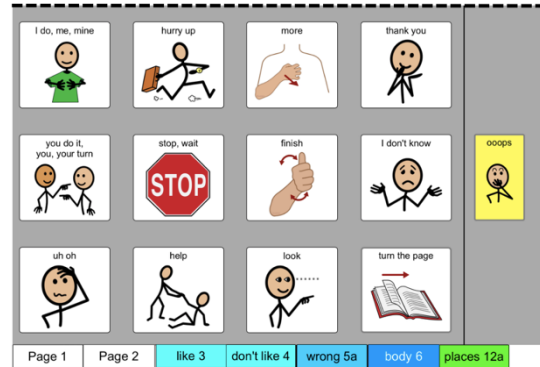 I do, me, mine
hurry up
more
thank you
you do it,
you, your turn
stop, wait
STOP
finish
I don't know
ooops
uh oh
help
look
turn the page
Page 1
Page 2
like 3
don't like 4
wrong 5a
body 6
places 12a